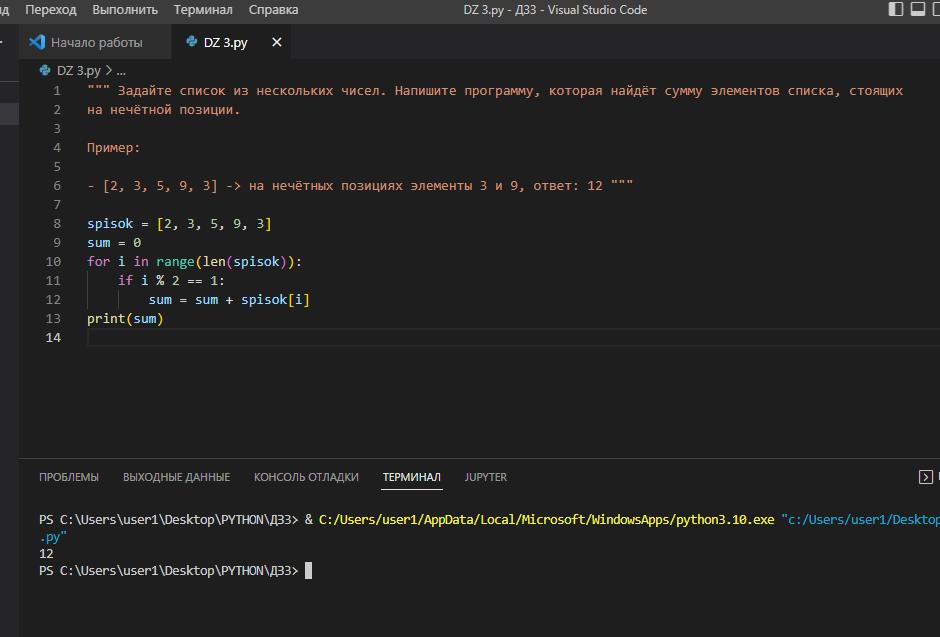 Переход Выполнить Терминал Справка DZ 3.py - ДЗ3 - Visual Studio Code
Начало работы DZ 3.py ×
DZ 3.py > ...
1 """ Задайте список из нескольких чисел. Напишите программу, которая найдёт сумму элементов списка, стоящих
2 на нечётной позиции.
3
4 Пример:
5
6 - [2, 3, 5, 9, 3] -> на нечётных позициях элементы 3 и 9, ответ: 12 """
7
8 spisok = [2, 3, 5, 9, 3]
9 sum = 0
10 for i in range(len(spisok)):
11 if i % 2 == 1:
12 sum = sum + spisok[i]
13 print(sum)
14
ПРОБЛЕМЫ ВЫХОДНЫЕ ДАННЫЕ КОНСОЛЬ ОТЛАДКИ ТЕРМИНАЛ JUPYTER
PS C:\Users\user1\Desktop\PYTHON\ДЗ3> & C:/Users/user1/AppData/Local/Microsoft/WindowsApps/python3.10.exe "c:/Users/user1/Desktop
.py"
12
PS C:\Users\user1\Desktop\PYTHON\ДЗ3>